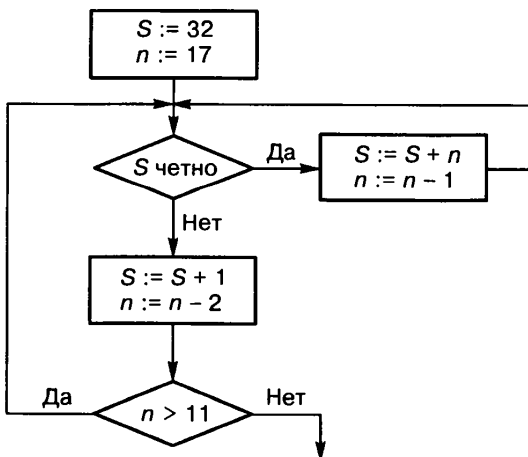 S := 32
n := 17
S четно
Да
S := S + n
n := n – 1
Нет
S := S + 1
n := n – 2
Да
n > 11
Нет